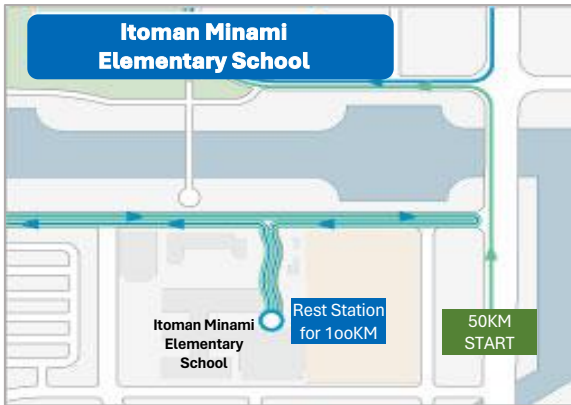 Itoman Minami
Elementary School
Itoman Minami
Elementary
School
Rest Station
for 1ooKM
50KM
START